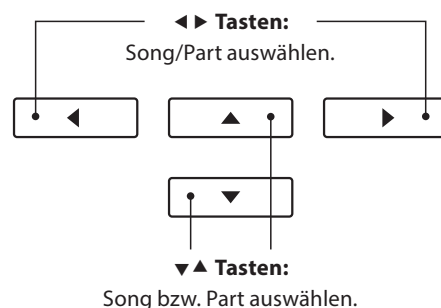 ◀ ▶ Tasten:
Song/Part auswählen.
◀ ▲ ▶
▼
▼ ▲ Tasten:
Song bzw. Part auswählen.